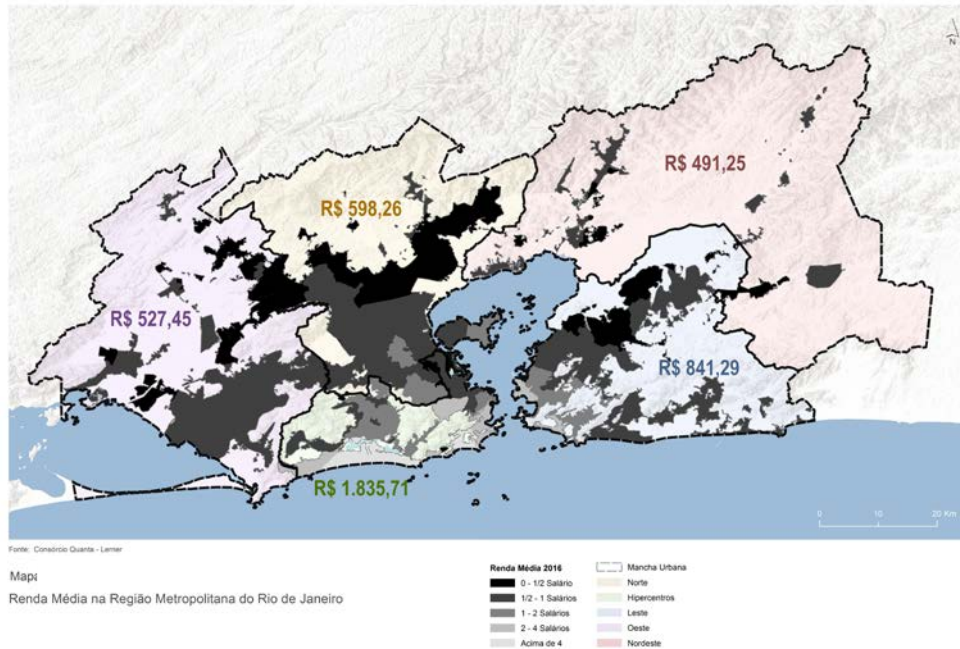 N
R$ 491,25
R$ 598,26
R$ 527,45
R$ 841,29
R$ 1.835,71
0 10 20 Km
Fonte: Consórcio Quanta - Lerner
Mapa
Renda Média na Região Metropolitana do Rio de Janeiro
Renda Média 2016
0 - 1/2 Salário
1/2 - 1 Salários
1 - 2 Salários
2 - 4 Salários
Acima de 4
Mancha Urbana
Norte
Hipercentros
Leste
Oeste
Nordeste